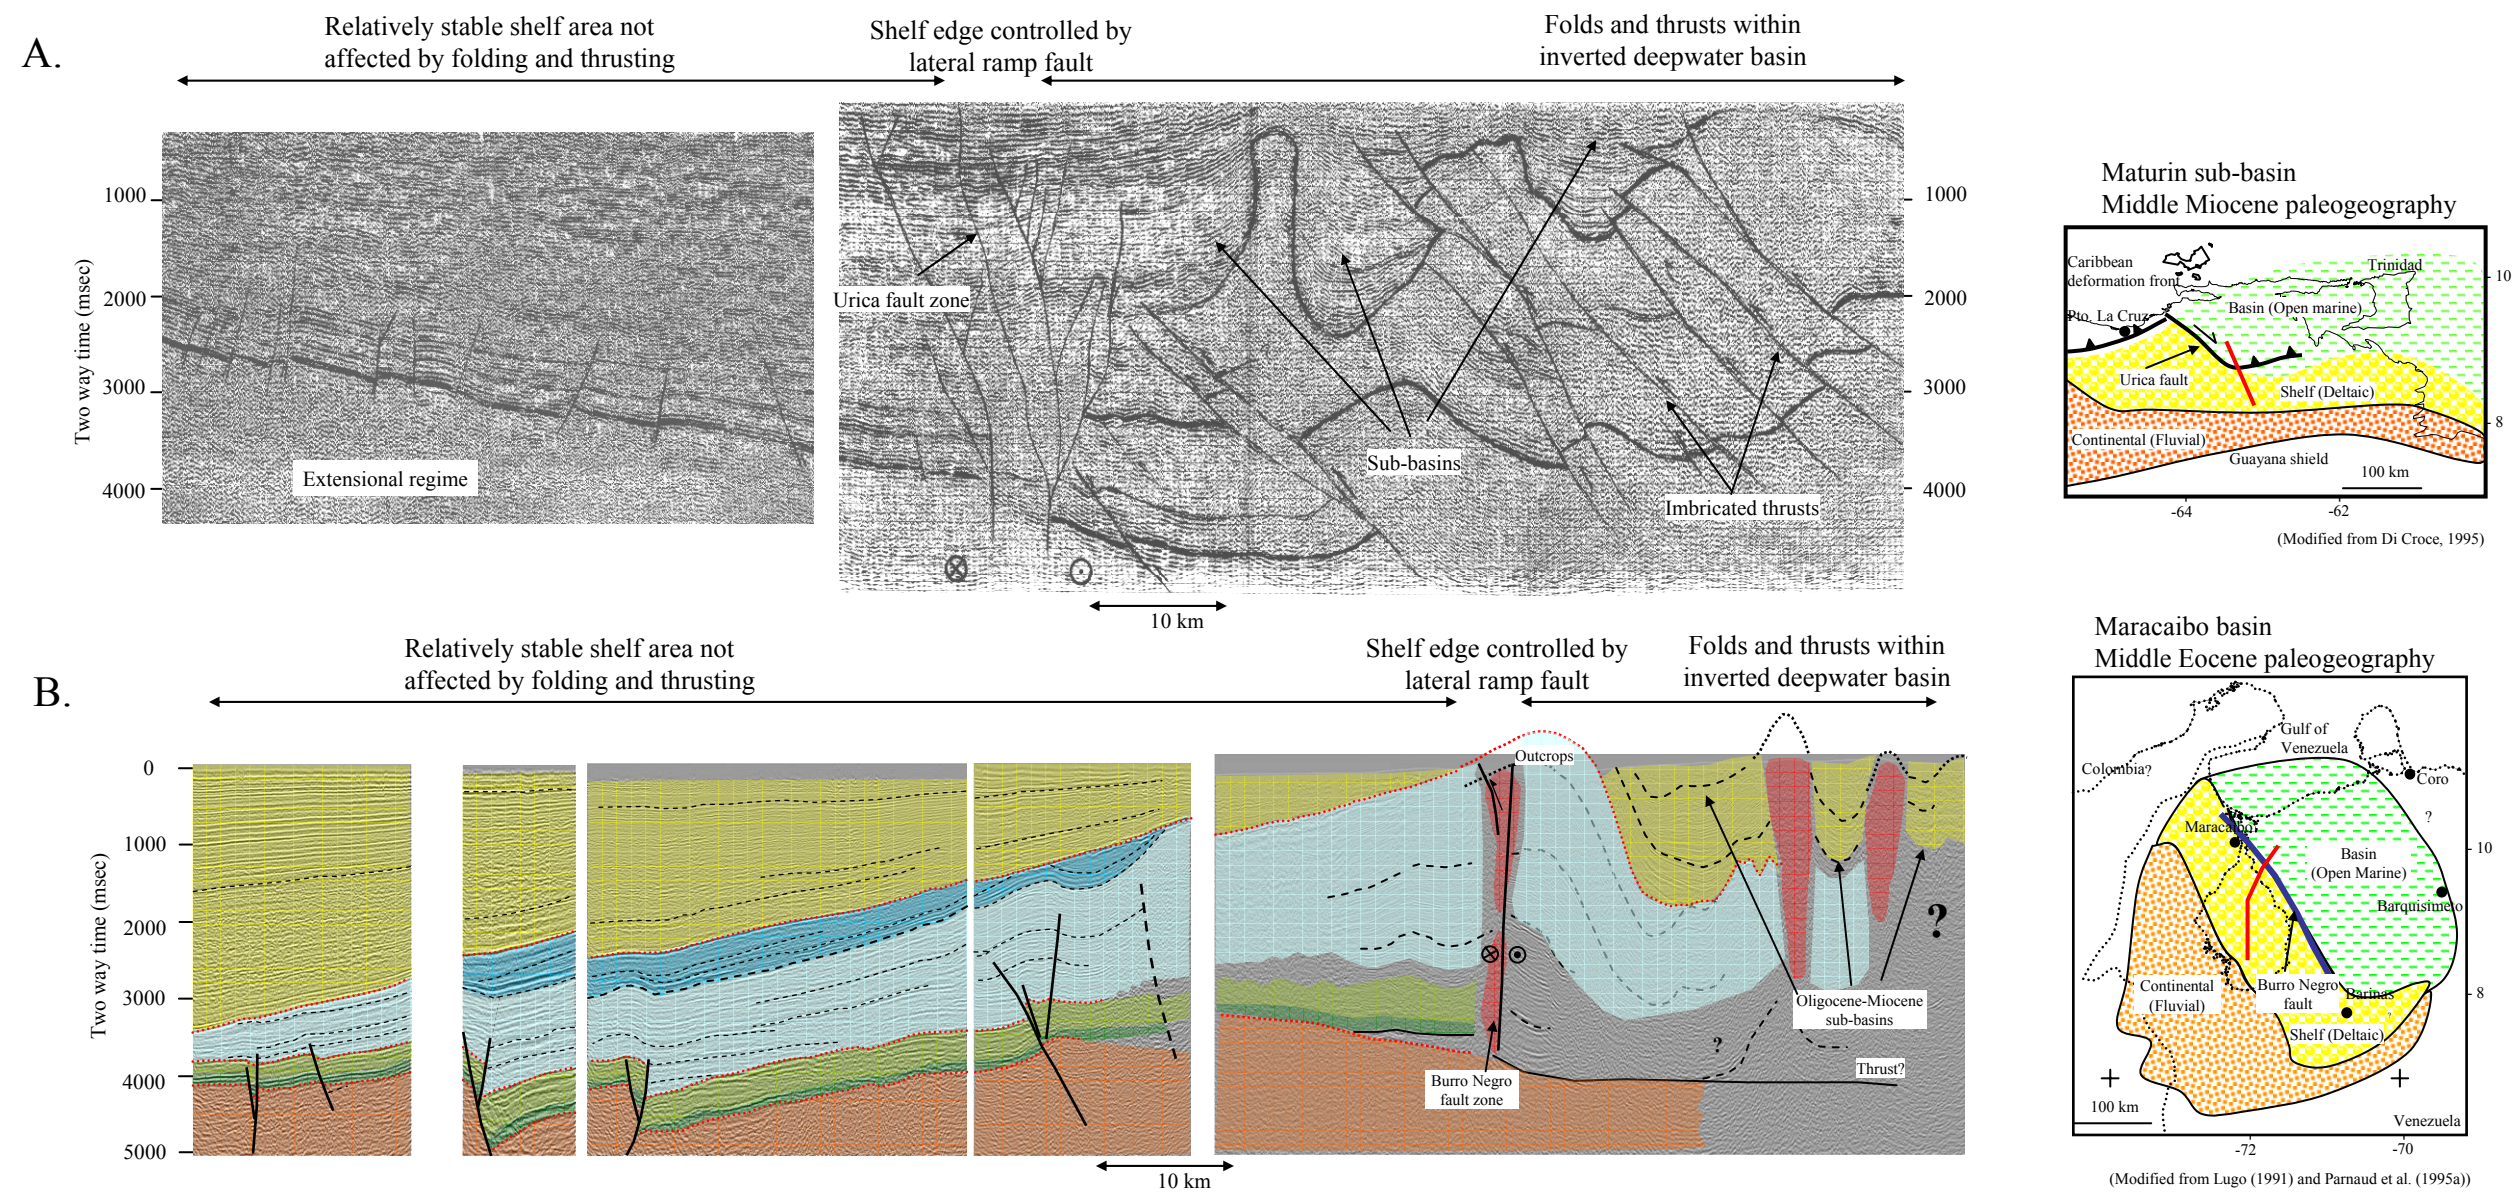 A.
Relatively stable shelf area not
affected by folding and thrusting
Shelf edge controlled by
lateral ramp fault
Folds and thrusts within
inverted deepwater basin
Two way time (msec)
1000
2000
3000
4000
Extensional regime
Urica fault zone
Sub-basins
Imbricated thrusts
1000
2000
3000
4000
10 km
Maturin sub-basin
Middle Miocene paleogeography
Caribbean
deformation front
Trinidad
Pto. La Cruz
Basin (Open marine)
Urica fault
Shelf (Deltaic)
Continental (Fluvial)
Guayana shield
100 km
10
8
-64
-62
(Modified from Di Croce, 1995)
B.
Relatively stable shelf area not
affected by folding and thrusting
Shelf edge controlled by
lateral ramp fault
Folds and thrusts within
inverted deepwater basin
Two way time (msec)
0
1000
2000
3000
4000
5000
Outcrops
?
Oligocene-Miocene
sub-basins
?
Thrust?
Burro Negro
fault zone
10 km
Maracaibo basin
Middle Eocene paleogeography
Gulf of
Venezuela
Colombia?
Coro
?
Maracaibo
Basin
(Open Marine)
Barquisimeto
Continental
(Fluvial)
Burro Negro
fault
Barinas
?
Shelf (Deltaic)
100 km
Venezuela
10
8
-72
-70
(Modified from Lugo (1991) and Parnaud et al. (1995a))